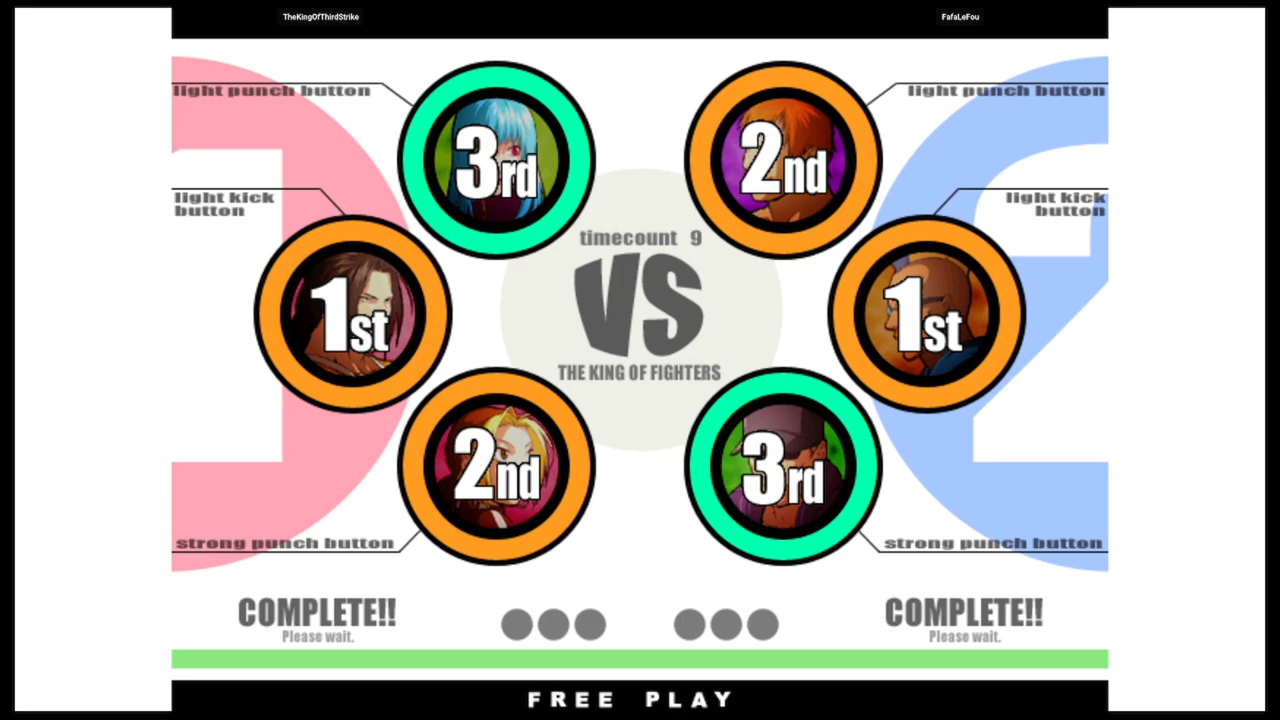 TheKingOfThirdStrike
FafaLeFou
light punch button
light punch button
3rd
2nd
light kick
button
light kick
button
timecount 9
VS
THE KING OF FIGHTERS
1st
1st
2nd
3rd
strong punch button
strong punch button
COMPLETE!!
Please wait.
COMPLETE!!
Please wait.
FREE PLAY